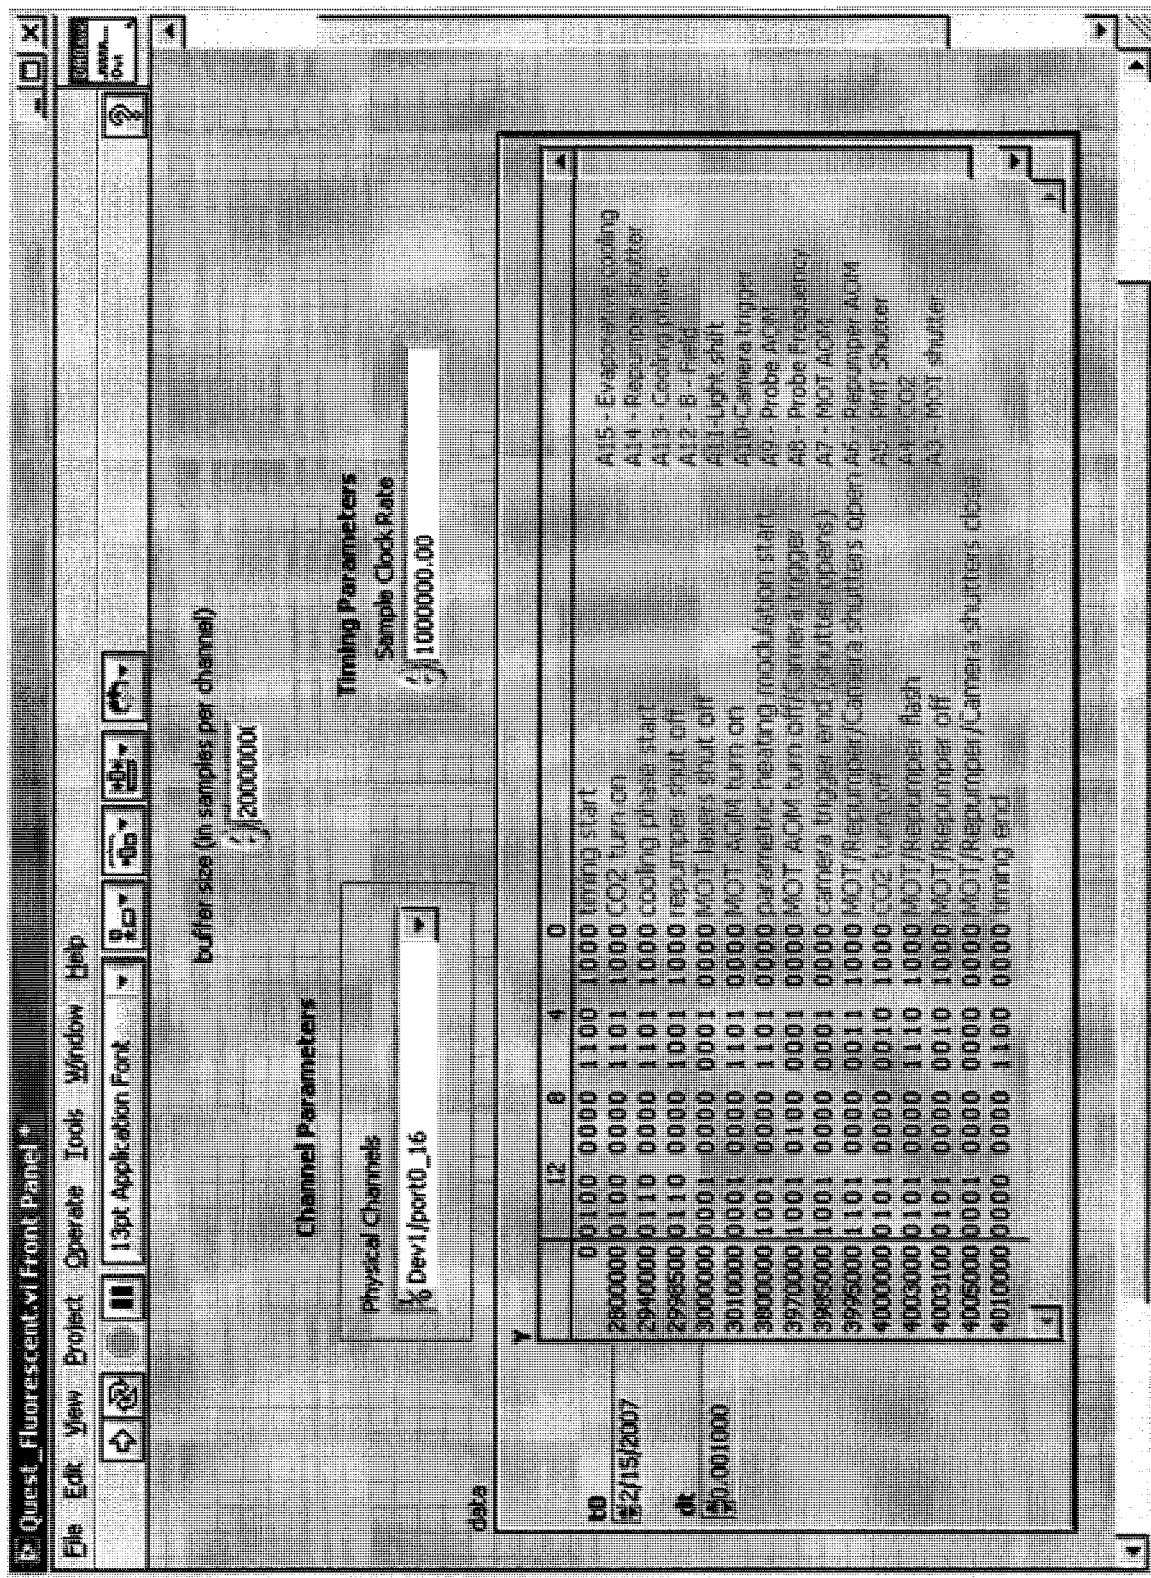 Quest_Fluorescent.vi Front Panel *
File Edit View Project Operate Tools Window Help
13pt Application Font
buffer size (in samples per channel)
Channel Parameters
Timing Parameters
Physical Channels
Dev1/port0_16
Sample Clock Rate
1000000.00
data
t0
2/15/2007
dt
0.001000
Y
12 8 4 0
0 0100 0000 1100 1000 timing start
2800000 0100 0000 1101 1000 CO2 turn on
2940000 0110 0000 1101 1000 cooling phase start
2998500 0110 0000 1001 1000 repumper shut off
3000000 0001 0000 0001 0000 MOT lasers shut off
3010000 0001 0000 1101 0000 MOT AOM turn on
3800000 1001 0000 1101 0000 parametric heating modulation start
3970000 1001 0100 0001 0000 MOT AOM turn off/camera trigger
3985000 1001 0000 0001 0000 camera trigger end (shutter opens)
3995000 1101 0000 0011 1000 MOT/Repumper/Camera shutters open
4000000 0101 0000 0010 1000 CO2 turn off
4003000 0101 0000 1110 1000 MOT/Repumper flash
4003100 0101 0000 0010 1000 MOT/Repumper off
4005000 0001 0000 0000 0000 MOT/Repumper/Camera shutters close
4010000 0000 0000 1100 0000 timing end
A15 - Evaporative cooling
A14 - Repumper shutter
A13 - Cooling phase
A12 - B - Field
A11-Light shift
A10-Camera trigger
A9 - Probe AOM
A8 - Probe Frequency
A7 - MOT AOM
A6 - Repumper AOM
A5 - PMT Shutter
A4 - CO2
A3 - MOT shutter